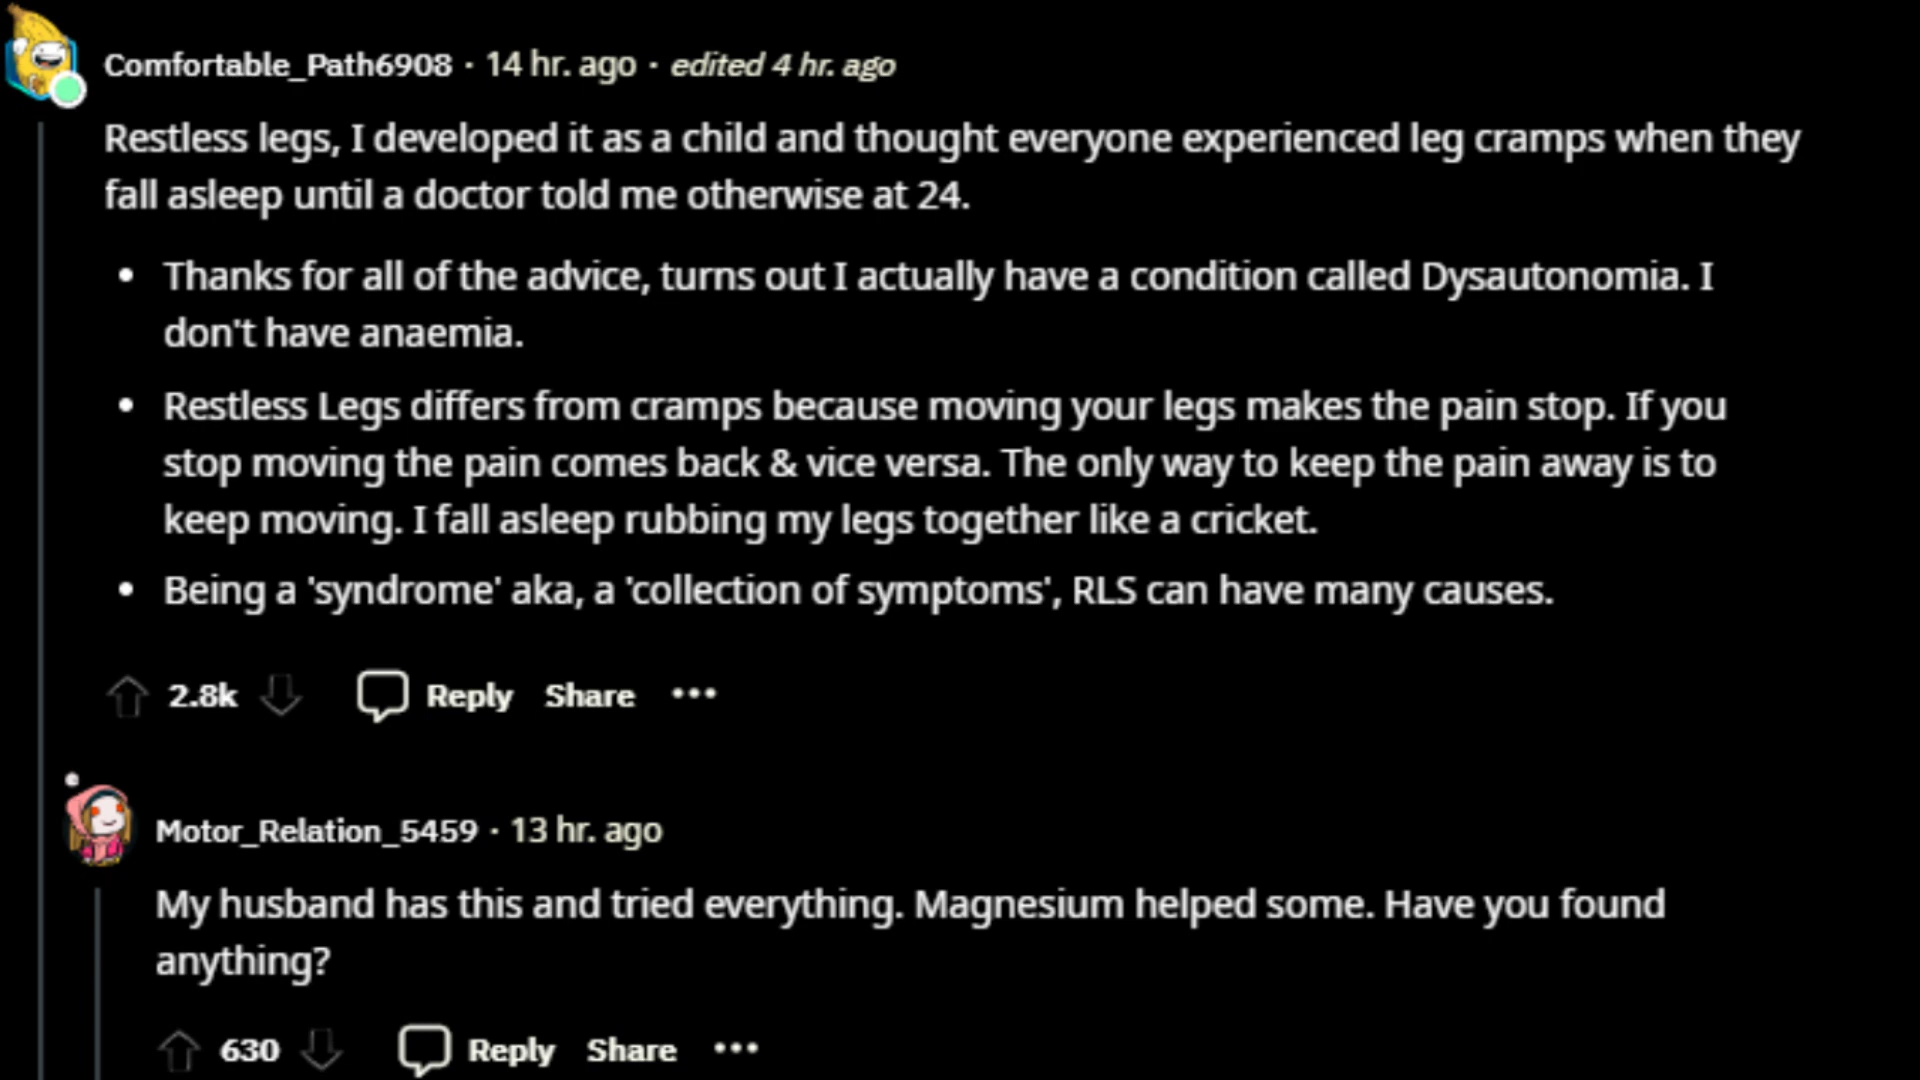 Comfortable_Path6908 · 14 hr. ago · edited 4 hr. ago
Restless legs, I developed it as a child and thought everyone experienced leg cramps when they
fall asleep until a doctor told me otherwise at 24.
• Thanks for all of the advice, turns out I actually have a condition called Dysautonomia. I
don't have anaemia.
• Restless Legs differs from cramps because moving your legs makes the pain stop. If you
stop moving the pain comes back & vice versa. The only way to keep the pain away is to
keep moving. I fall asleep rubbing my legs together like a cricket.
• Being a 'syndrome' aka, a 'collection of symptoms', RLS can have many causes.
2.8k Reply Share •••
Motor_Relation_5459 · 13 hr. ago
My husband has this and tried everything. Magnesium helped some. Have you found
anything?
630 Reply Share •••